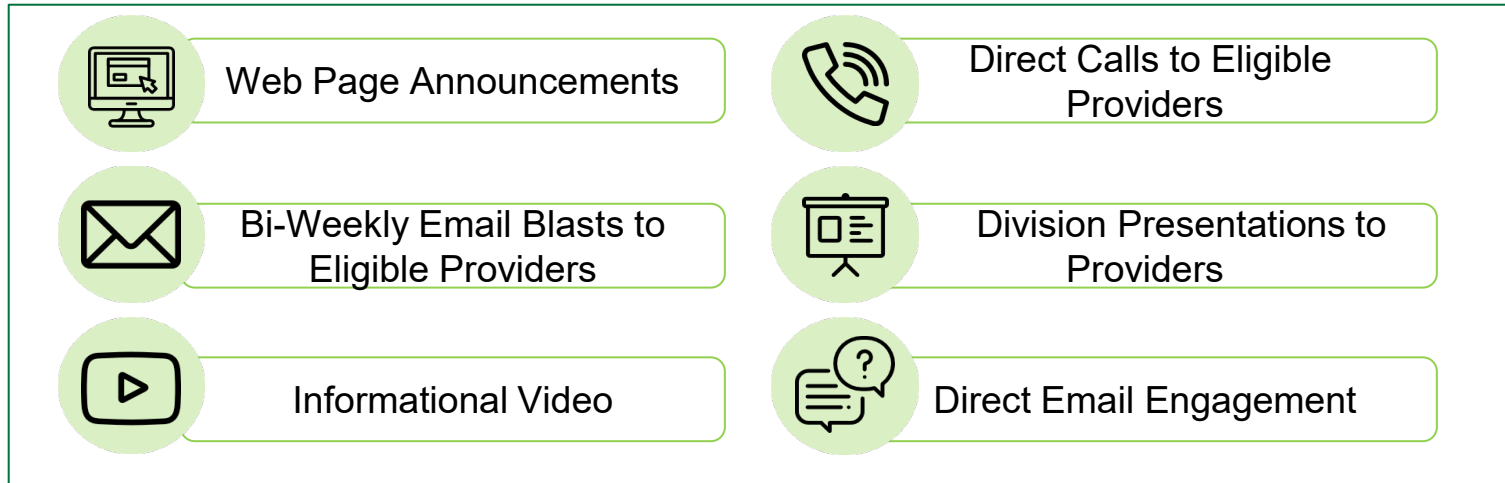 Web Page Announcements
Direct Calls to Eligible
Providers
Bi-Weekly Email Blasts to
Eligible Providers
Division Presentations to
Providers
Informational Video
Direct Email Engagement
?